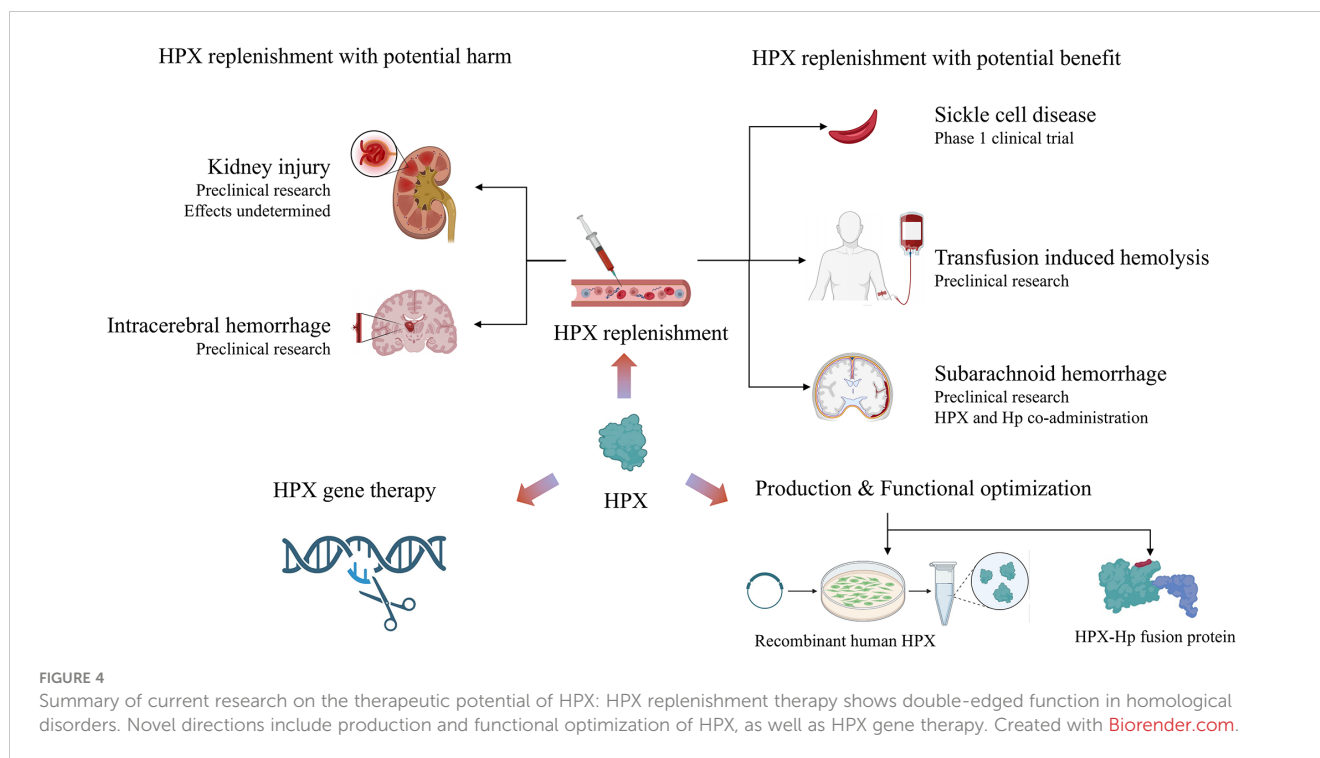 HPX replenishment with potential harm
HPX replenishment with potential benefit
Kidney injury
Preclinical research
Effects undetermined
Intracerebral hemorrhage
Preclinical research
HPX replenishment
Sickle cell disease
Phase 1 clinical trial
Transfusion induced hemolysis
Preclinical research
Subarachnoid hemorrhage
Preclinical research
HPX and Hp co-administration
HPX
HPX gene therapy
Production & Functional optimization
Recombinant human HPX
HPX-Hp fusion protein
FIGURE 4
Summary of current research on the therapeutic potential of HPX: HPX replenishment therapy shows double-edged function in homological
disorders. Novel directions include production and functional optimization of HPX, as well as HPX gene therapy. Created with Biorender.com.